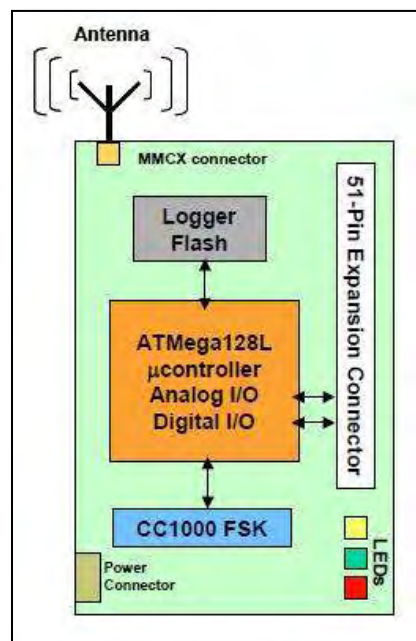 Antenna
MMCX connector
Logger
Flash
51-Pin Expansion Connector
ATMega128L
μcontroller
Analog I/O
Digital I/O
CC1000 FSK
LEDs
Power
Connector